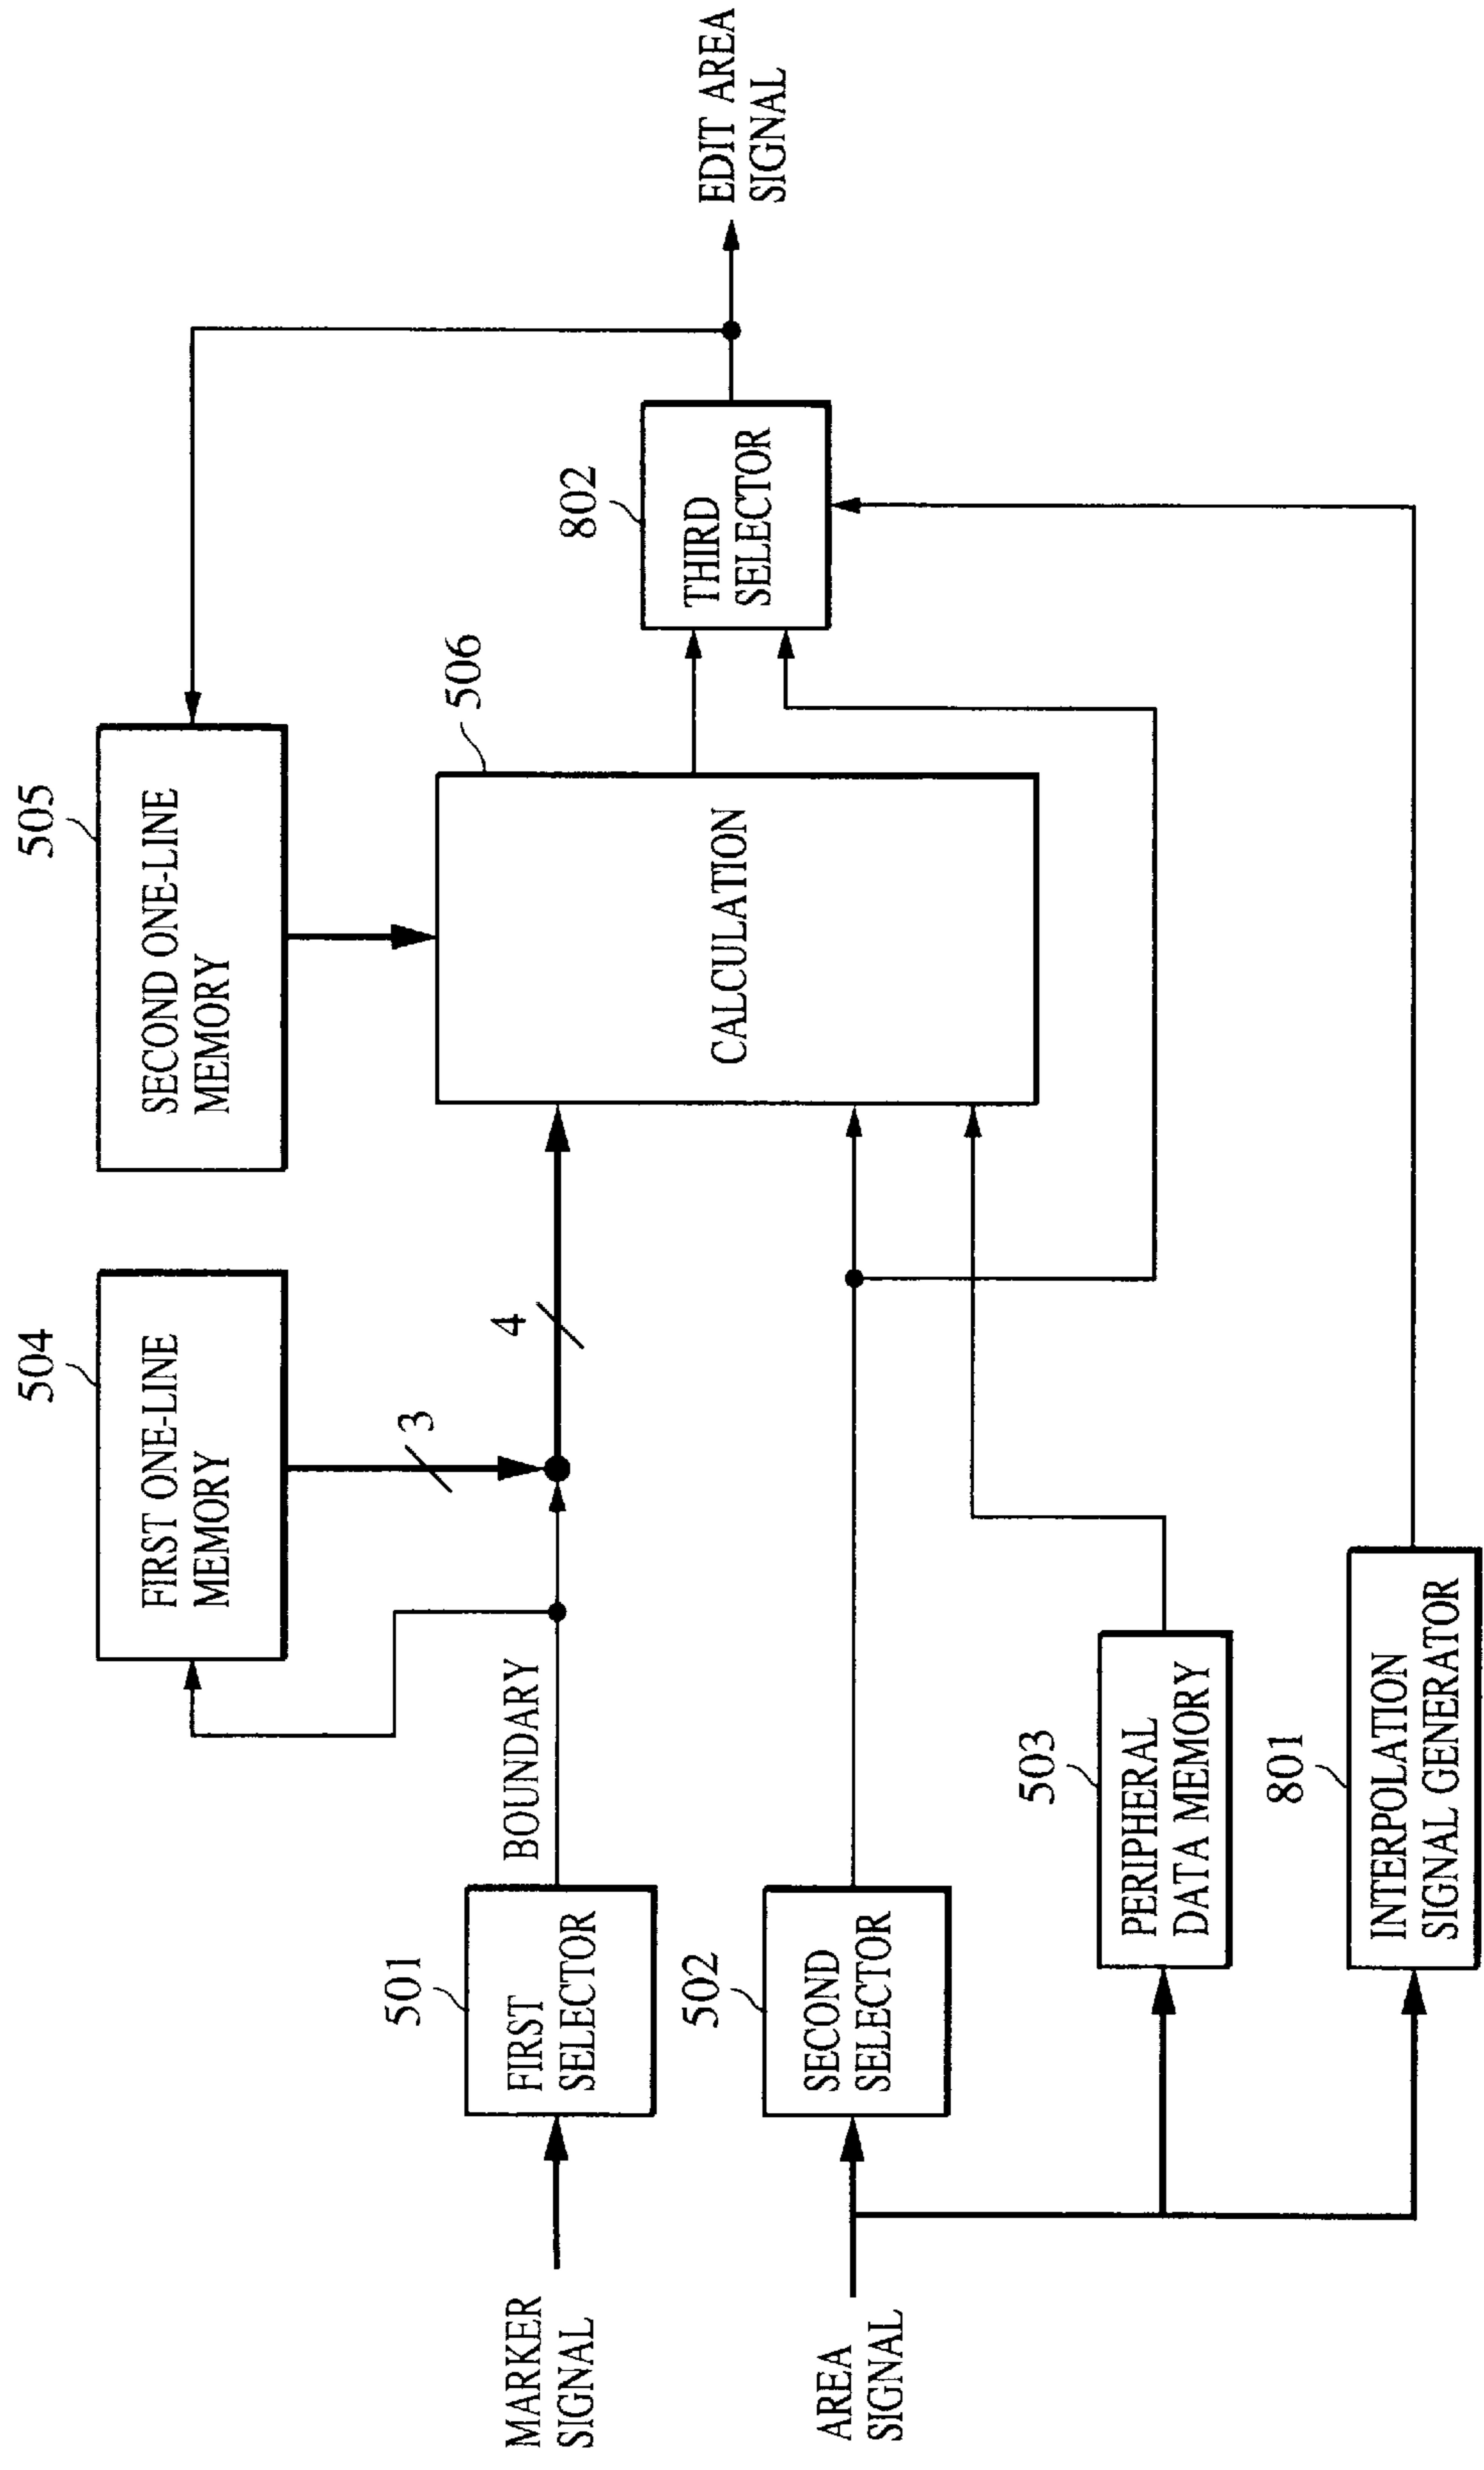 504
FIRST ONE-LINE
MEMORY
505
SECOND ONE-LINE
MEMORY
3
4
506
CALCULATION
802
THIRD
SELECTOR
EDIT AREA
SIGNAL
MARKER
SIGNAL
501
FIRST
SELECTOR
BOUNDARY
AREA
SIGNAL
502
SECOND
SELECTOR
503
PERIPHERAL
DATA MEMORY
801
INTERPOLATION
SIGNAL GENERATOR